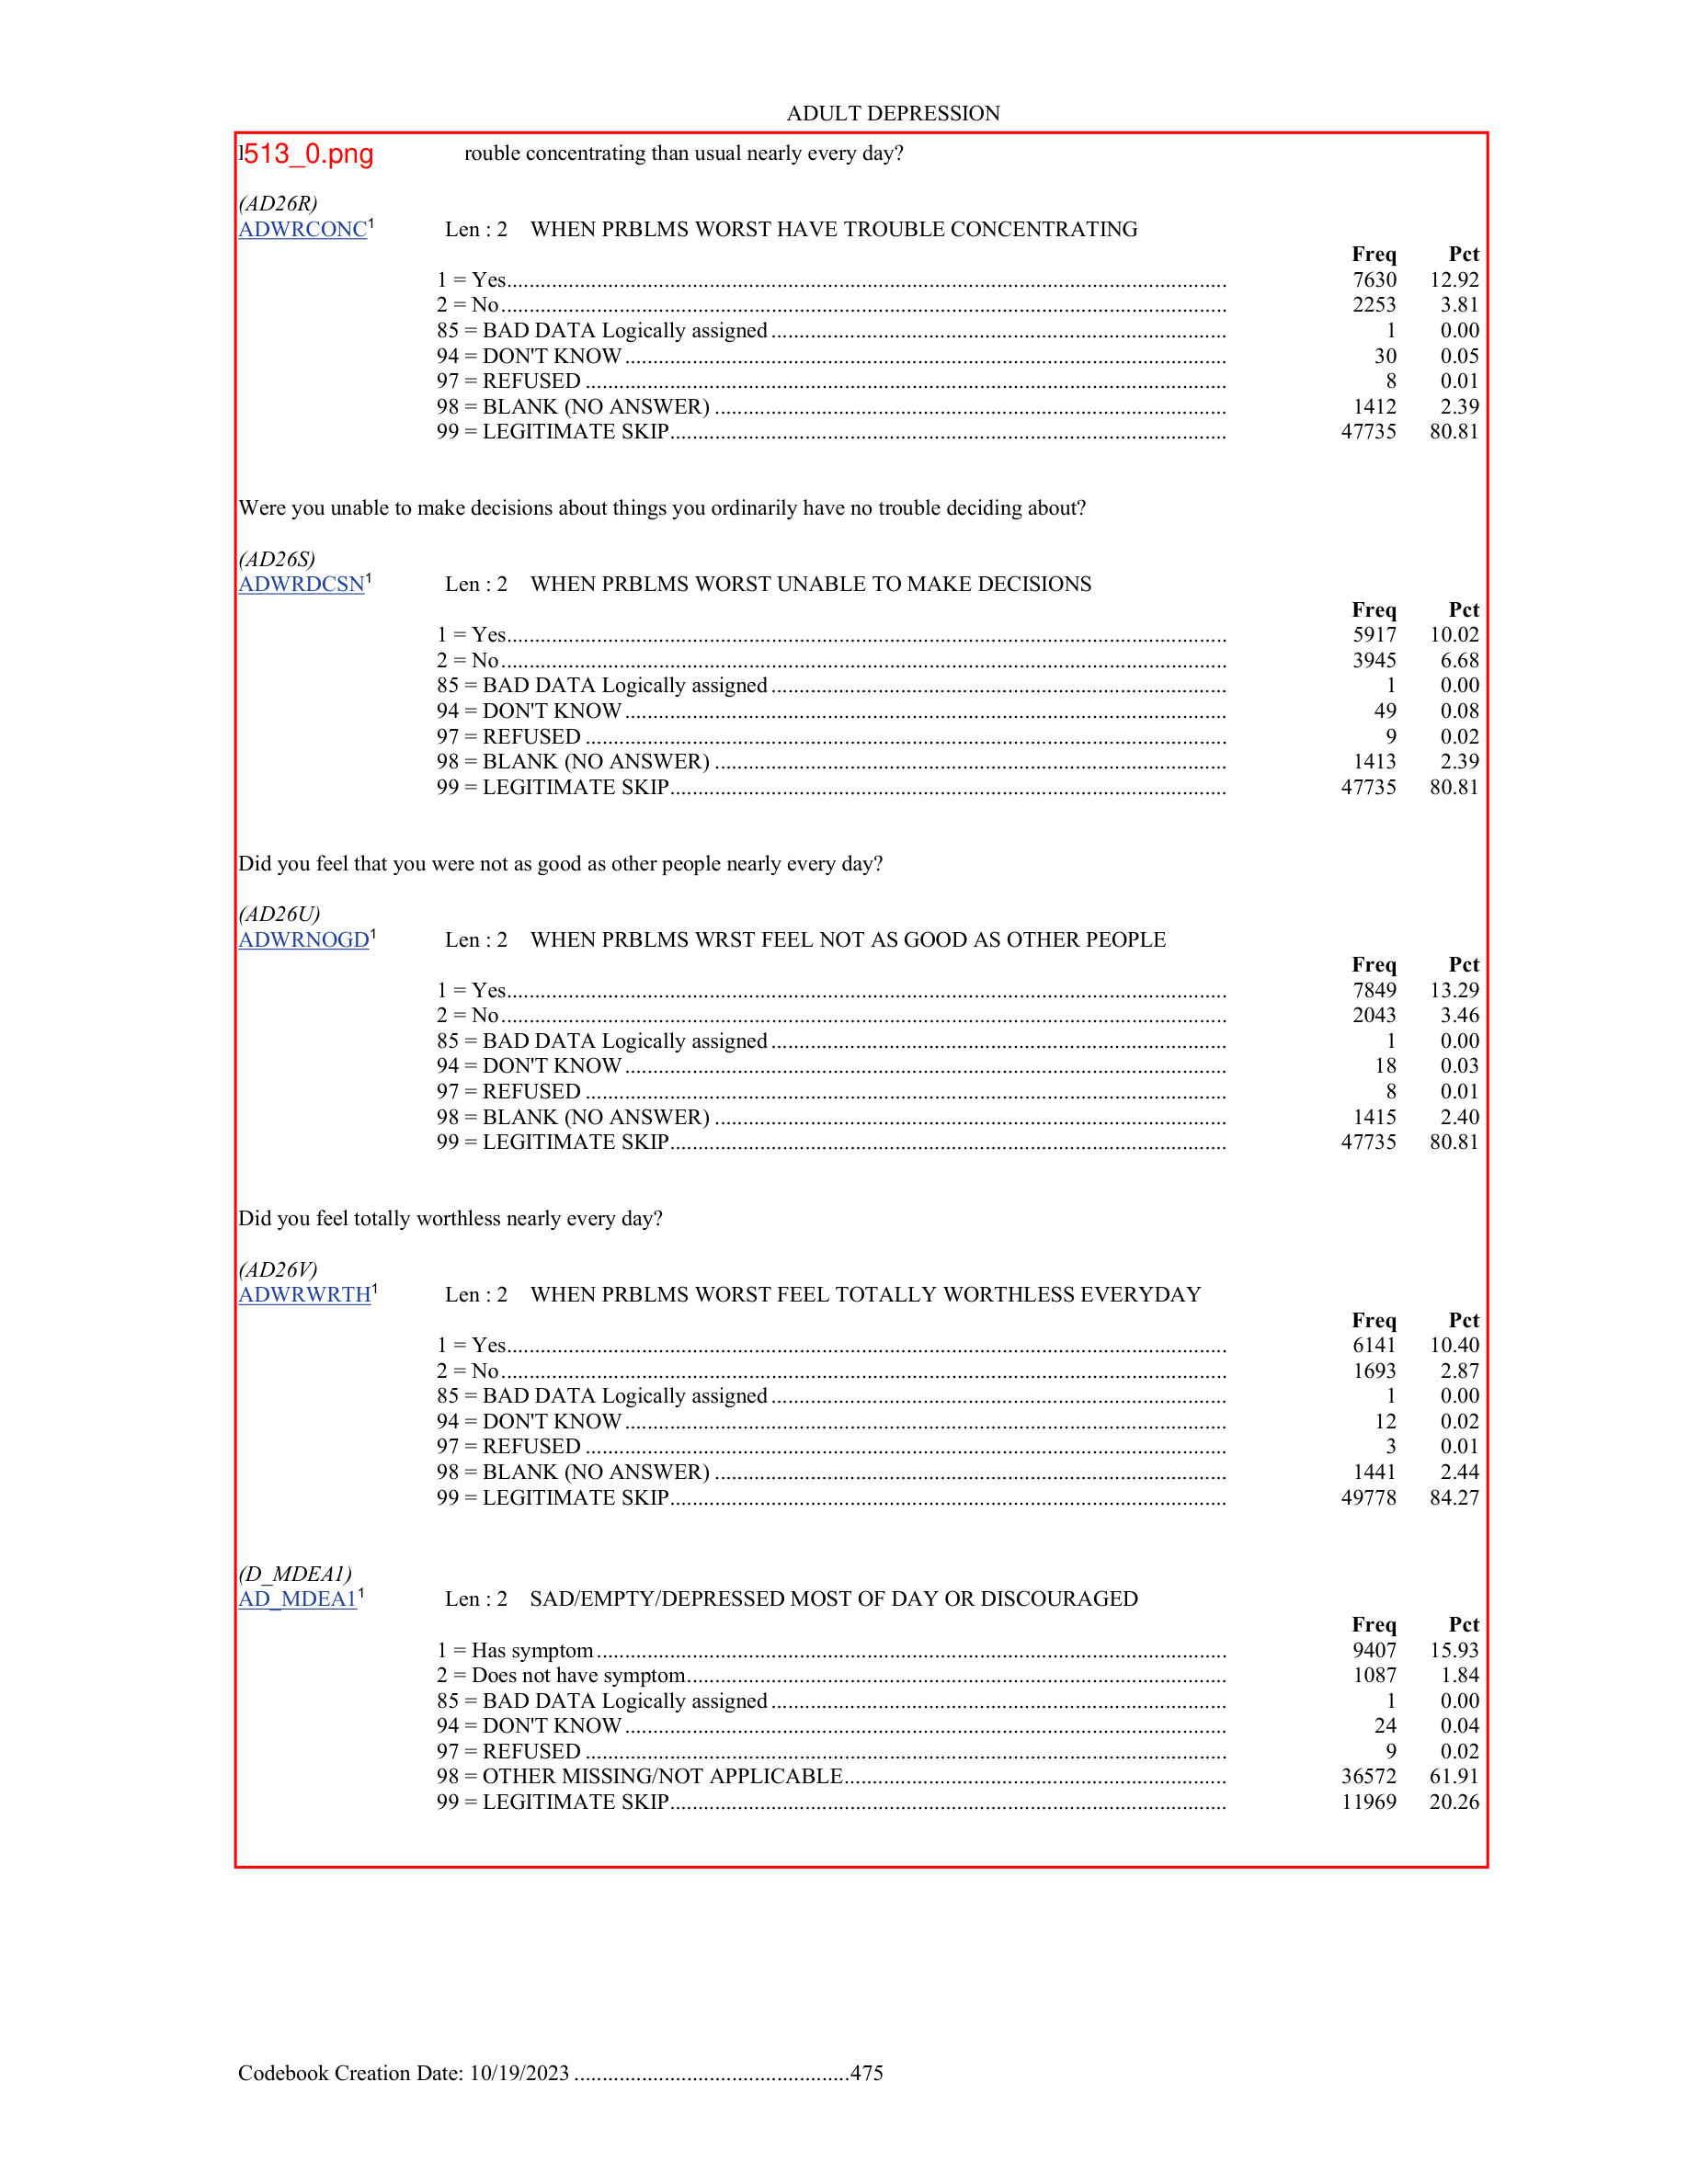 ADULT DEPRESSION
513_0.png rouble concentrating than usual nearly every day?
(AD26R)
ADWRCONC1 Len : 2 WHEN PRBLMS WORST HAVE TROUBLE CONCENTRATING
Freq Pct
1 = Yes 7630 12.92
2 = No 2253 3.81
85 = BAD DATA Logically assigned 1 0.00
94 = DON'T KNOW 30 0.05
97 = REFUSED 8 0.01
98 = BLANK (NO ANSWER) 1412 2.39
99 = LEGITIMATE SKIP 47735 80.81
Were you unable to make decisions about things you ordinarily have no trouble deciding about?
(AD26S)
ADWRDCSN1 Len : 2 WHEN PRBLMS WORST UNABLE TO MAKE DECISIONS
Freq Pct
1 = Yes 5917 10.02
2 = No 3945 6.68
85 = BAD DATA Logically assigned 1 0.00
94 = DON'T KNOW 49 0.08
97 = REFUSED 9 0.02
98 = BLANK (NO ANSWER) 1413 2.39
99 = LEGITIMATE SKIP 47735 80.81
Did you feel that you were not as good as other people nearly every day?
(AD26U)
ADWRNOGD1 Len : 2 WHEN PRBLMS WRST FEEL NOT AS GOOD AS OTHER PEOPLE
Freq Pct
1 = Yes 7849 13.29
2 = No 2043 3.46
85 = BAD DATA Logically assigned 1 0.00
94 = DON'T KNOW 18 0.03
97 = REFUSED 8 0.01
98 = BLANK (NO ANSWER) 1415 2.40
99 = LEGITIMATE SKIP 47735 80.81
Did you feel totally worthless nearly every day?
(AD26V)
ADWRWRTH1 Len : 2 WHEN PRBLMS WORST FEEL TOTALLY WORTHLESS EVERYDAY
Freq Pct
1 = Yes 6141 10.40
2 = No 1693 2.87
85 = BAD DATA Logically assigned 1 0.00
94 = DON'T KNOW 12 0.02
97 = REFUSED 3 0.01
98 = BLANK (NO ANSWER) 1441 2.44
99 = LEGITIMATE SKIP 49778 84.27
(D_MDEA1)
AD_MDEA11 Len : 2 SAD/EMPTY/DEPRESSED MOST OF DAY OR DISCOURAGED
Freq Pct
1 = Has symptom 9407 15.93
2 = Does not have symptom 1087 1.84
85 = BAD DATA Logically assigned 1 0.00
94 = DON'T KNOW 24 0.04
97 = REFUSED 9 0.02
98 = OTHER MISSING/NOT APPLICABLE 36572 61.91
99 = LEGITIMATE SKIP 11969 20.26
Codebook Creation Date: 10/19/2023 475